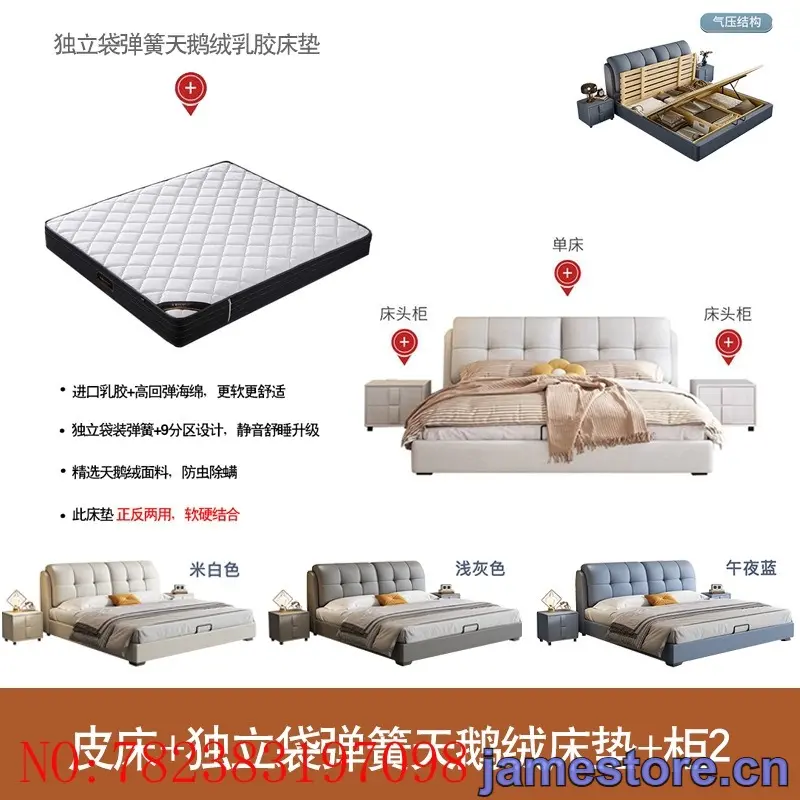 独立袋弹簧天鹅绒乳胶床垫
气压结构
单床
床头柜
床头柜
• 进口乳胶+高回弹海绵，更软更舒适
• 独立袋装弹簧+9分区设计，静音舒睡升级
• 精选天鹅绒面料，防虫除螨
• 此床垫 正反两用，软硬结合
米白色
浅灰色
午夜蓝
皮床+独立袋弹簧天鹅绒床垫+柜2
NO:782383197098
jamestore.cn